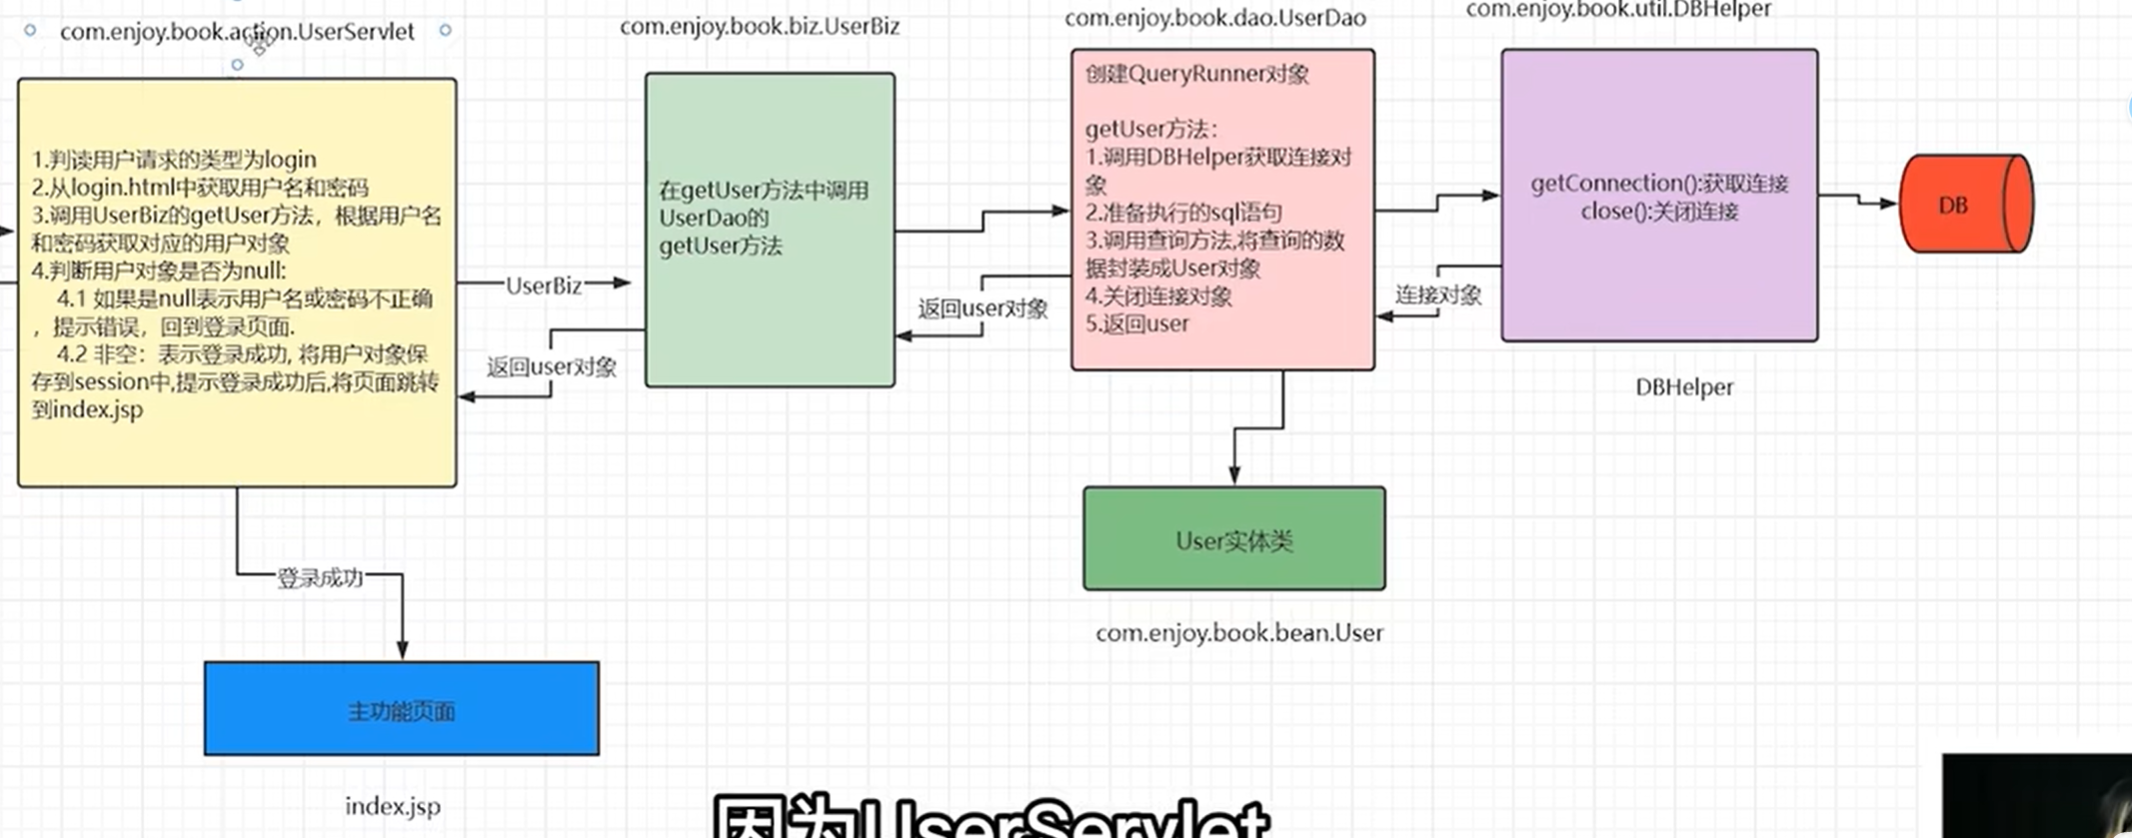 com.enjoy.book.action.UserServlet
1.判读用户请求的类型为login
2.从login.html中获取用户名和密码
3.调用UserBiz的getUser方法，根据用户名
和密码获取对应的用户对象
4.判断用户对象是否为null:
4.1 如果是null表示用户名或密码不正确
，提示错误，回到登录页面.
4.2 非空：表示登录成功, 将用户对象保
存到session中,提示登录成功后,将页面跳转
到index.jsp
UserBiz
返回user对象
登录成功
主功能页面
index.jsp
com.enjoy.book.biz.UserBiz
在getUser方法中调用
UserDao的
getUser方法
返回user对象
com.enjoy.book.dao.UserDao
创建QueryRunner对象
getUser方法：
1.调用DBHelper获取连接对
象
2.准备执行的sql语句
3.调用查询方法,将查询的数
据封装成User对象
4.关闭连接对象
5.返回user
连接对象
User实体类
com.enjoy.book.bean.User
com.enjoy.book.util.DBHelper
getConnection():获取连接
close():关闭连接
DBHelper
DB
因为UserServlet